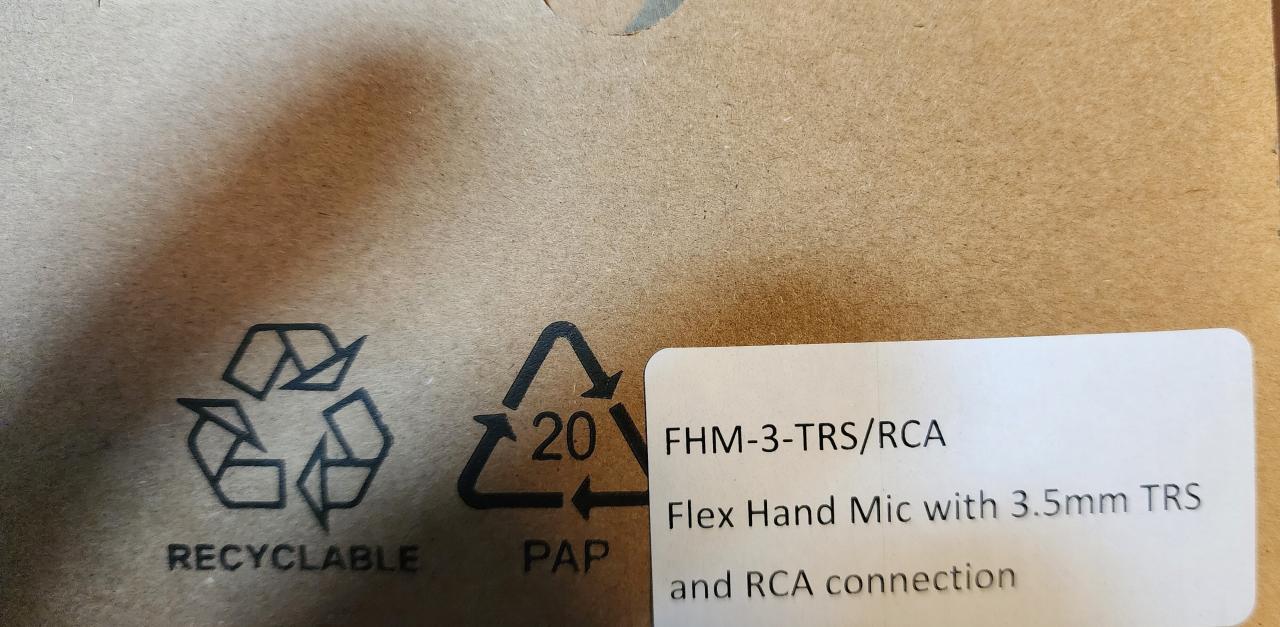 20
RECYCLABLE
PAP
FHM-3-TRS/RCA
Flex Hand Mic with 3.5mm TRS
and RCA connection